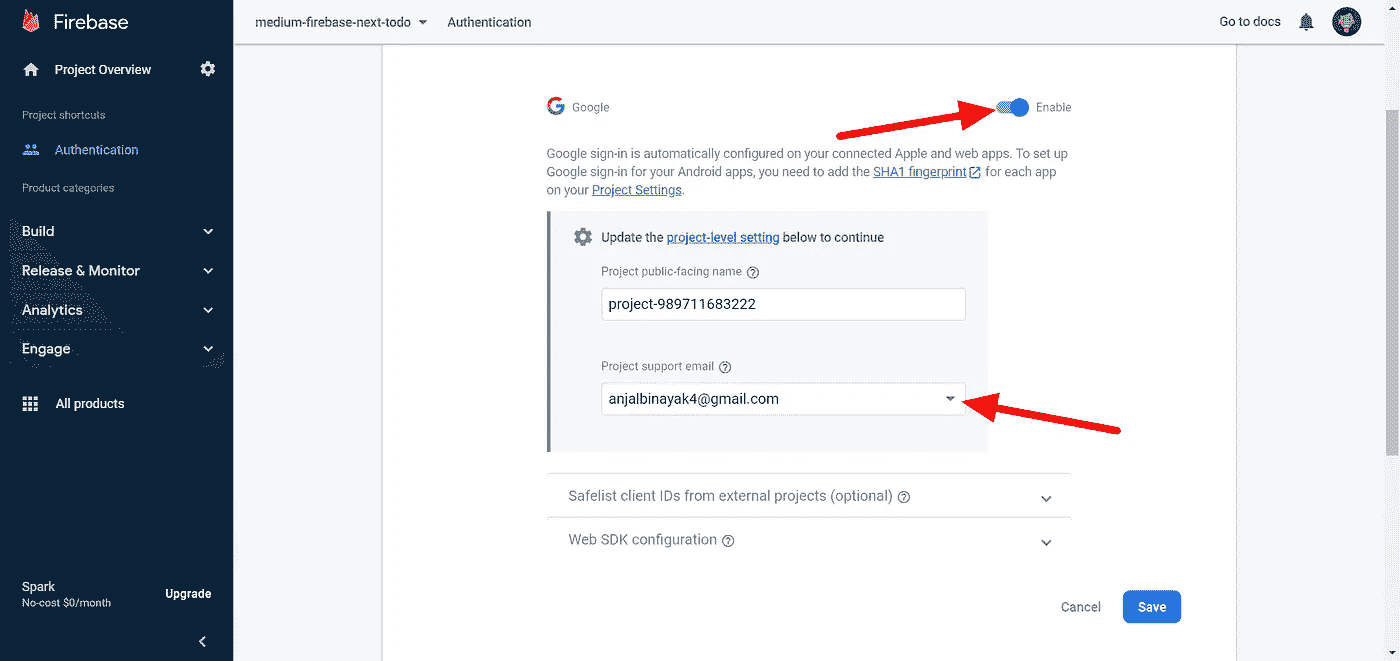 Firebase
Project Overview
Project shortcuts
Authentication
Product categories
Build
Release & Monitor
Analytics
Engage
All products
Spark
No-cost $0/month
Upgrade
medium-firebase-next-todo
Authentication
Go to docs
Google
Enable
Google sign-in is automatically configured on your connected Apple and web apps. To set up
Google sign-in for your Android apps, you need to add the SHA1 fingerprint for each app
on your Project Settings.
Update the project-level setting below to continue
Project public-facing name
project-989711683222
Project support email
anjalbinayak4@gmail.com
Safelist client IDs from external projects (optional)
Web SDK configuration
Cancel
Save